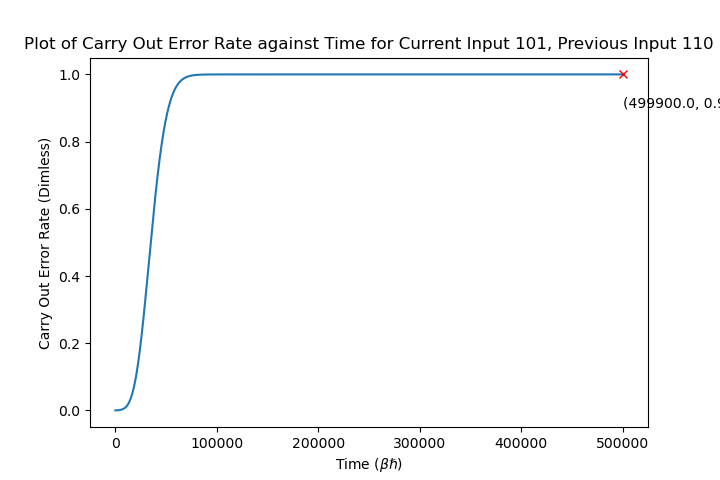 Plot of Carry Out Error Rate against Time for Current Input 101, Previous Input 110
1.0
(499900.0, 0.9
0.8
0.6
0.4
0.2
0.0
Carry Out Error Rate (Dimless)
0 100000 200000 300000 400000 500000
Time (βℏ)